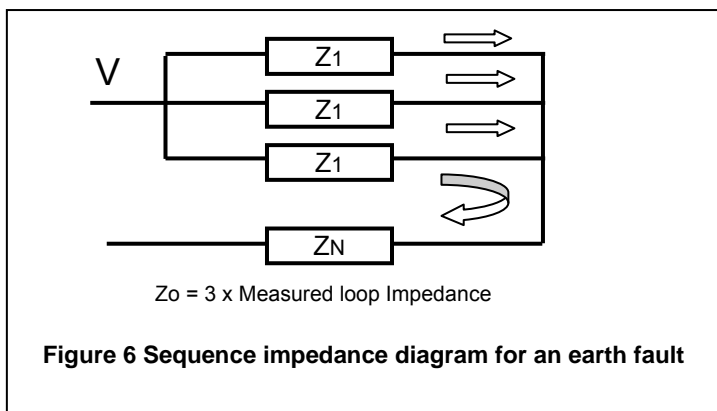 Z1
V
Z1
Z1
ZN
Zo = 3 x Measured loop Impedance
Figure 6 Sequence impedance diagram for an earth fault